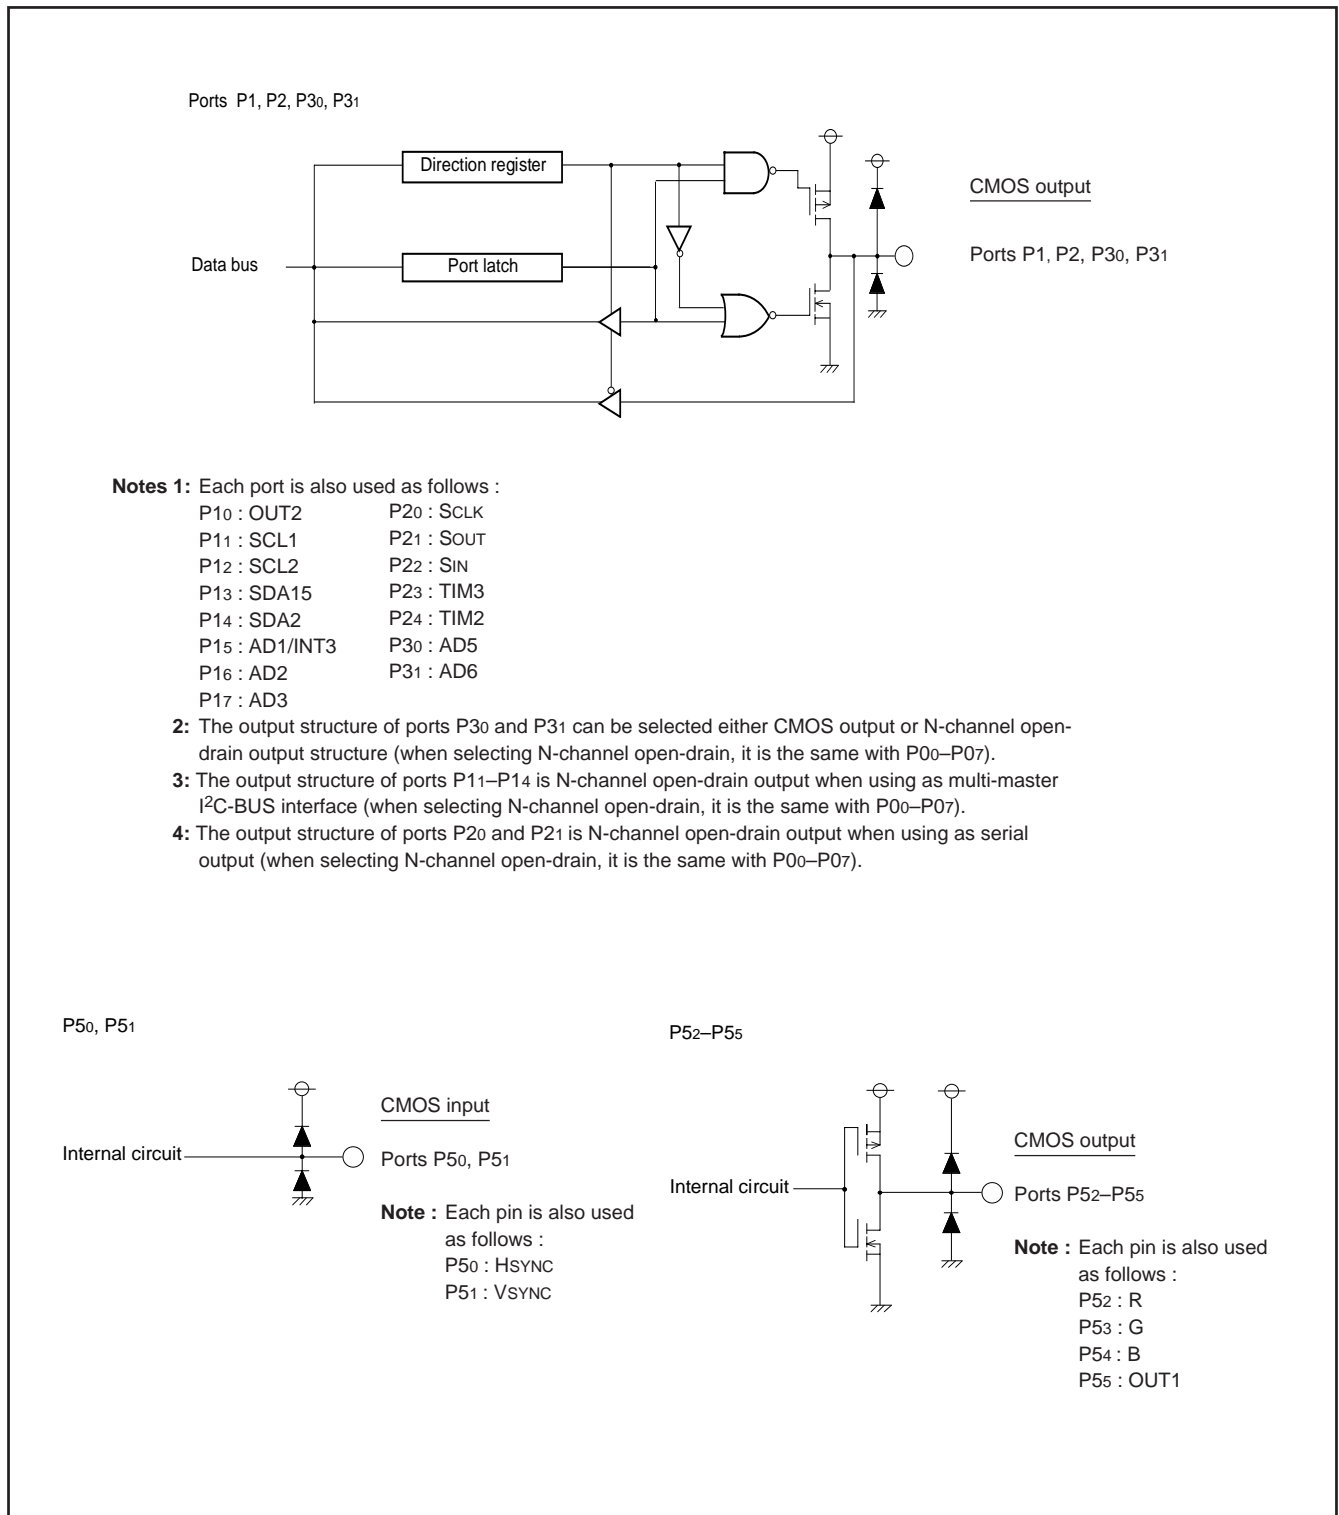 Ports P1, P2, P30, P31
Direction register
CMOS output
Data bus
Port latch
Ports P1, P2, P30, P31
Notes 1: Each port is also used as follows :
P10 : OUT2
P11 : SCL1
P12 : SCL2
P13 : SDA15
P14 : SDA2
P15 : AD1/INT3
P16 : AD2
P17 : AD3
P20 : SCLK
P21 : SOUT
P22 : SIN
P23 : TIM3
P24 : TIM2
P30 : AD5
P31 : AD6
2: The output structure of ports P30 and P31 can be selected either CMOS output or N-channel open-
drain output structure (when selecting N-channel open-drain, it is the same with P00–P07).
3: The output structure of ports P11–P14 is N-channel open-drain output when using as multi-master
I2C-BUS interface (when selecting N-channel open-drain, it is the same with P00–P07).
4: The output structure of ports P20 and P21 is N-channel open-drain output when using as serial
output (when selecting N-channel open-drain, it is the same with P00–P07).
P50, P51
CMOS input
Internal circuit
Ports P50, P51
Note : Each pin is also used
as follows :
P50 : HSYNC
P51 : VSYNC
P52–P55
CMOS output
Internal circuit
Ports P52–P55
Note : Each pin is also used
as follows :
P52 : R
P53 : G
P54 : B
P55 : OUT1